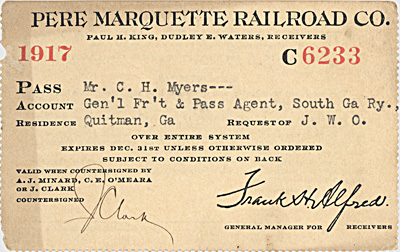 PERE MARQUETTE RAILROAD CO.
PAUL H. KING, DUDLEY E. WATERS, RECEIVERS
1917 C 6233
PASS Mr. C. H. Myers---
ACCOUNT Gen'l Fr't & Pass Agent, South Ga Ry.,
RESIDENCE Quitman, Ga REQUEST OF J. W. O.
OVER ENTIRE SYSTEM
EXPIRES DEC. 31ST UNLESS OTHERWISE ORDERED
SUBJECT TO CONDITIONS ON BACK
VALID WHEN COUNTERSIGNED BY
A. J. MINARD, C. E. O'MEARA
OR J. CLARK
COUNTERSIGNED
J Clark
Frank H. Alfred.
GENERAL MANAGER FOR RECEIVERS